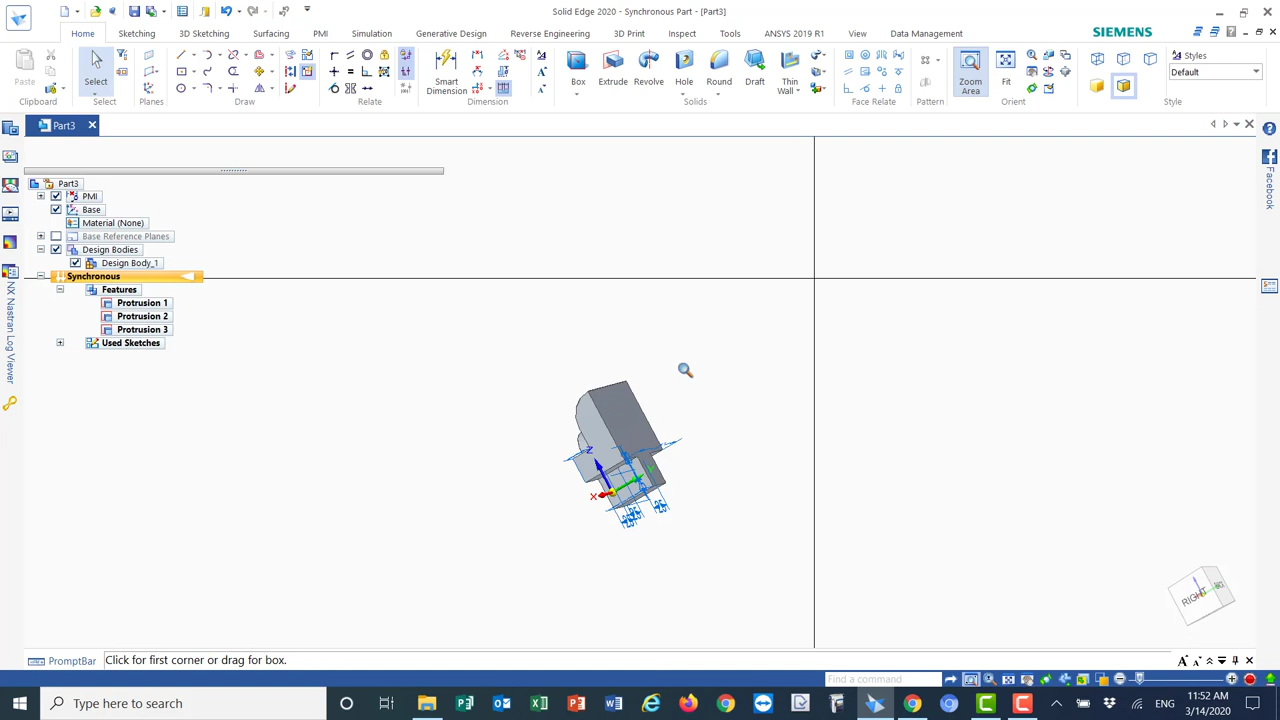 Solid Edge 2020 - Synchronous Part - [Part3]
Home Sketching 3D Sketching Surfacing PMI Simulation Generative Design Reverse Engineering 3D Print Inspect Tools ANSYS 2019 R1 View Data Management SIEMENS
Paste
Select
Smart
Dimension
Box Extrude Revolve Hole Round Draft Thin
Wall
Zoom
Area
Fit
Styles
Default
Clipboard Select Planes Draw Relate Dimension Solids Face Relate Pattern Orient Style
Part3
Part3
PMI
Base
Material (None)
Base Reference Planes
Design Bodies
Design Body_1
Synchronous
Features
Protrusion 1
Protrusion 2
Protrusion 3
Used Sketches
NX Nastran Log Viewer
Facebook
Z
Y
X
RIGHT
PromptBar Click for first corner or drag for box.
Find a command
Type here to search
ENG
11:52 AM
3/14/2020